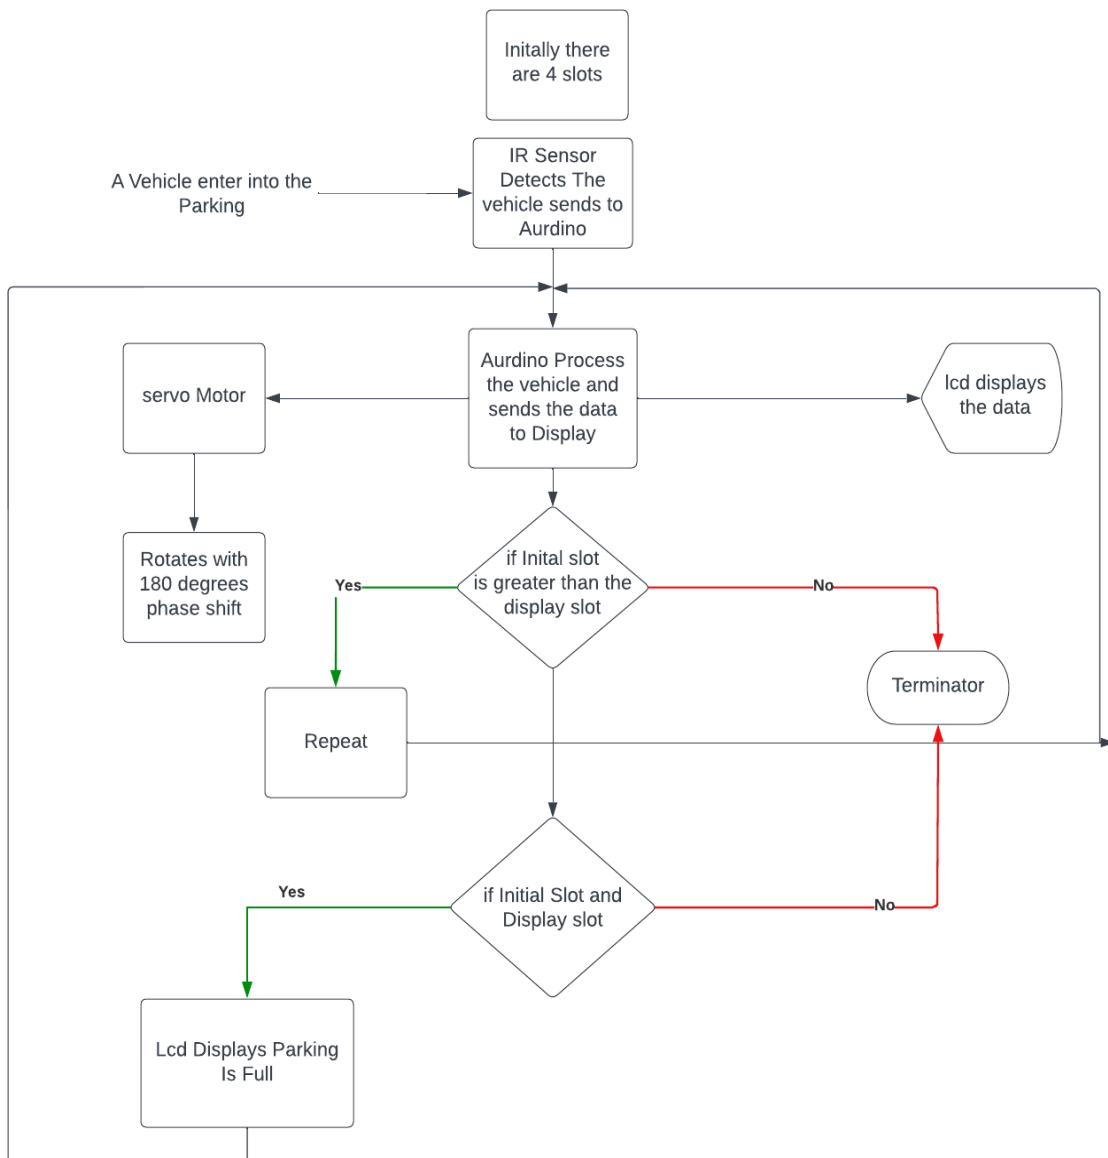 Initally there
are 4 slots
IR Sensor
Detects The
vehicle sends to
Aurdino
A Vehicle enter into the
Parking
Aurdino Process
the vehicle and
sends the data
to Display
servo Motor
lcd displays
the data
Rotates with
180 degrees
phase shift
if Inital slot
is greater than the
display slot
Yes
No
Terminator
Repeat
if Initial Slot and
Display slot
Yes
No
Lcd Displays Parking
Is Full